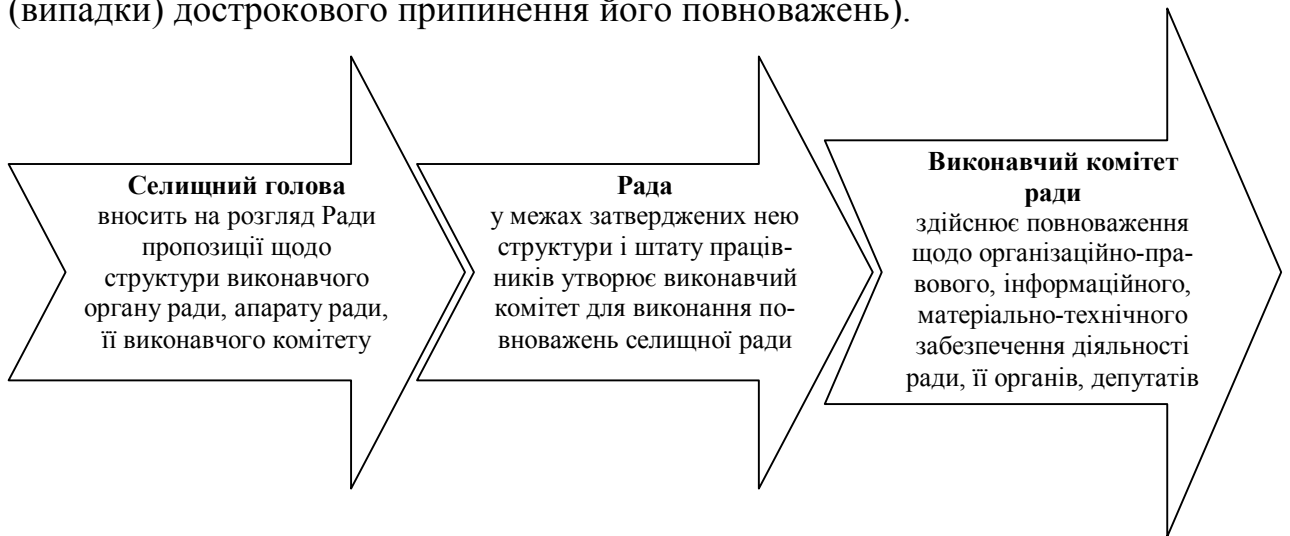 (випадки) дострокового припинення його повноважень).
Селищний голова
вносить на розгляд Ради
пропозиції щодо
структури виконавчого
органу ради, апарату ради,
її виконавчого комітету
Рада
у межах затверджених нею
структури і штату праців-
ників утворює виконавчий
комітет для виконання по-
вноважень селищної ради
Виконавчий комітет
ради
здійснює повноваження
щодо організаційно-пра-
вового, інформаційного,
матеріально-технічного
забезпечення діяльності
ради, її органів, депутатів